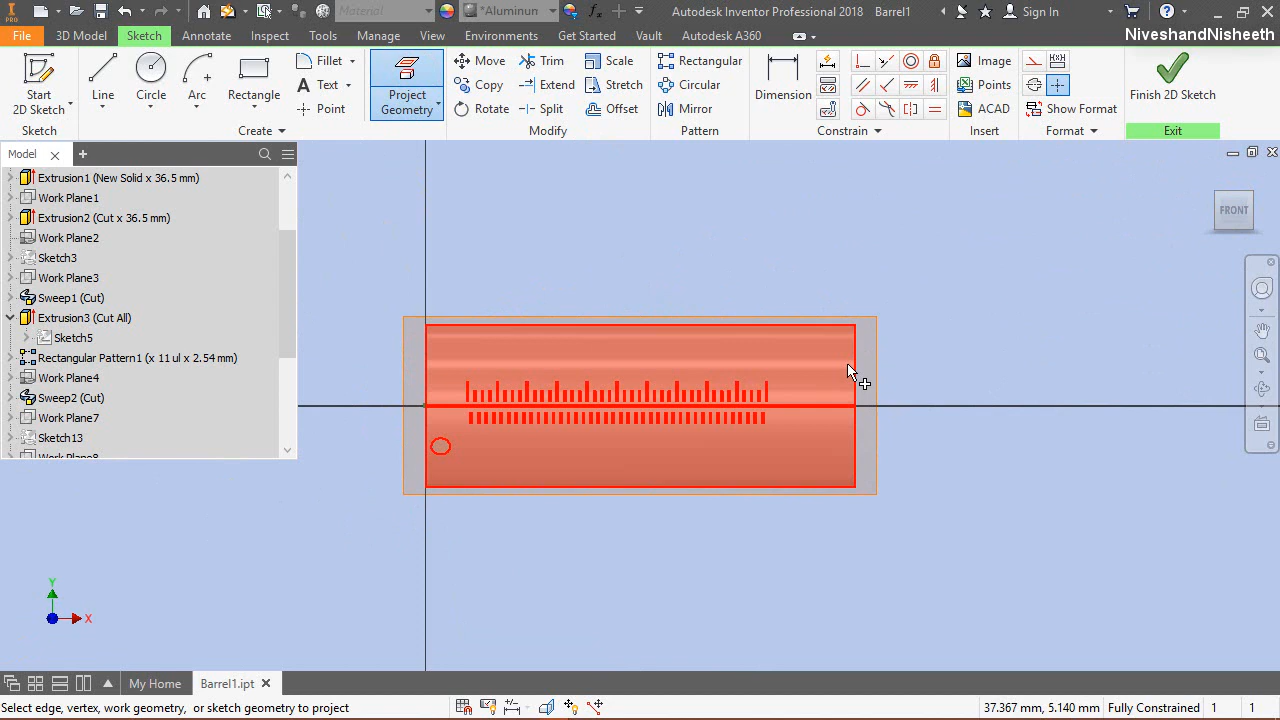 PRO
Material
*Aluminum
Autodesk Inventor Professional 2018 Barrel1
Sign In
File 3D Model Sketch Annotate Inspect Tools Manage View Environments Get Started Vault Autodesk A360
NiveshandNisheeth
Start
2D Sketch
Line
Circle
Arc
Rectangle
Fillet
Text
Point
Project
Geometry
Move
Copy
Rotate
Trim
Extend
Split
Scale
Stretch
Offset
Rectangular
Circular
Mirror
Dimension
Image
Points
ACAD
Show Format
Finish 2D Sketch
Sketch
Create
Modify
Pattern
Constrain
Insert
Format
Exit
Model
Extrusion1 (New Solid x 36.5 mm)
Work Plane1
Extrusion2 (Cut x 36.5 mm)
Work Plane2
Sketch3
Work Plane3
Sweep1 (Cut)
Extrusion3 (Cut All)
Sketch5
Rectangular Pattern1 (x 11 ul x 2.54 mm)
Work Plane4
Sweep2 (Cut)
Work Plane7
Sketch13
Work Plane8
FRONT
Y
X
My Home
Barrel1.ipt
Select edge, vertex, work geometry, or sketch geometry to project
37.367 mm, 5.140 mm Fully Constrained 1 1